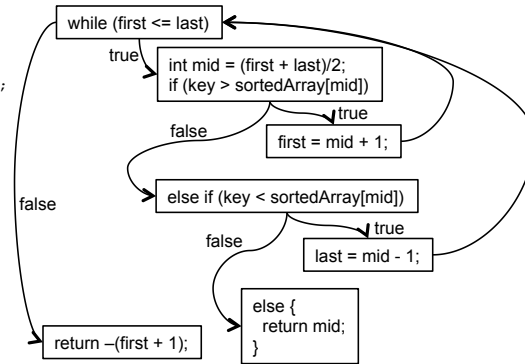 while (first <= last)
true
int mid = (first + last)/2;
if (key > sortedArray[mid])
;
true
false
first = mid + 1;
else if (key < sortedArray[mid])
false
true
false
last = mid - 1;
else {
return mid;
}
return –(first + 1);